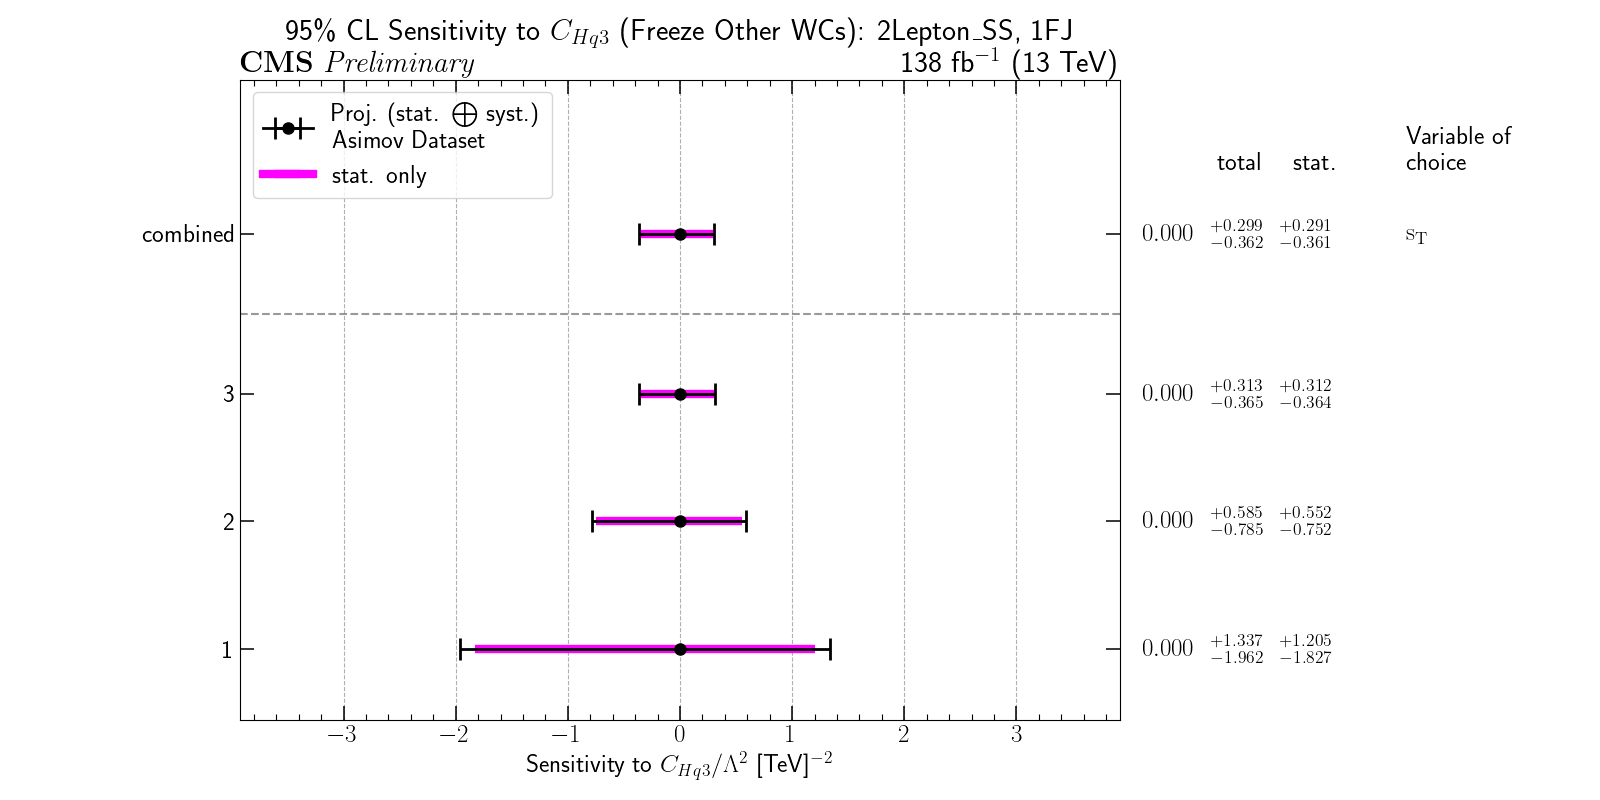 95% CL Sensitivity to C_{Hq3} (Freeze Other WCs): 2Lepton_SS, 1FJ
CMS Preliminary
138 fb^{−1} (13 TeV)
Proj. (stat. ⨁ syst.)
Asimov Dataset
stat. only
Variable of
choice
total stat.
combined
0.000 +0.299 +0.291
−0.362 −0.361
s_T
3
0.000 +0.313 +0.312
−0.365 −0.364
2
0.000 +0.585 +0.552
−0.785 −0.752
1
0.000 +1.337 +1.205
−1.962 −1.827
−3 −2 −1 0 1 2 3
Sensitivity to C_{Hq3}/Λ^2 [TeV]^{−2}